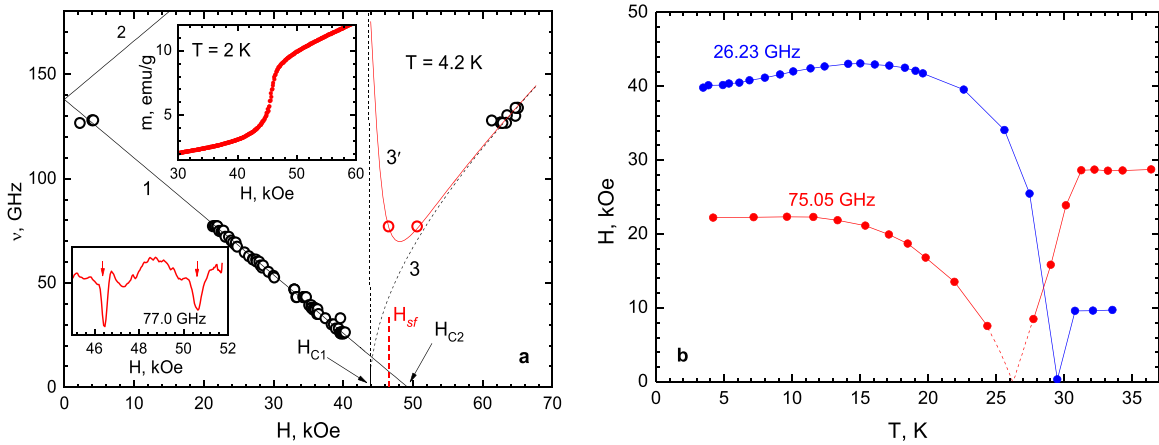 150
100
50
0
ν, GHz
0
10
20
30
40
50
60
70
H, kOe
2
1
3′
3
T = 4.2 K
H_sf
H_C1
H_C2
a
T = 2 K
10
5
m, emu/g
30 40 50 60
H, kOe
77.0 GHz
46 48 50 52
H, kOe
50
40
30
20
10
0
H, kOe
26.23 GHz
75.05 GHz
b
0 5 10 15 20 25 30 35
T, K